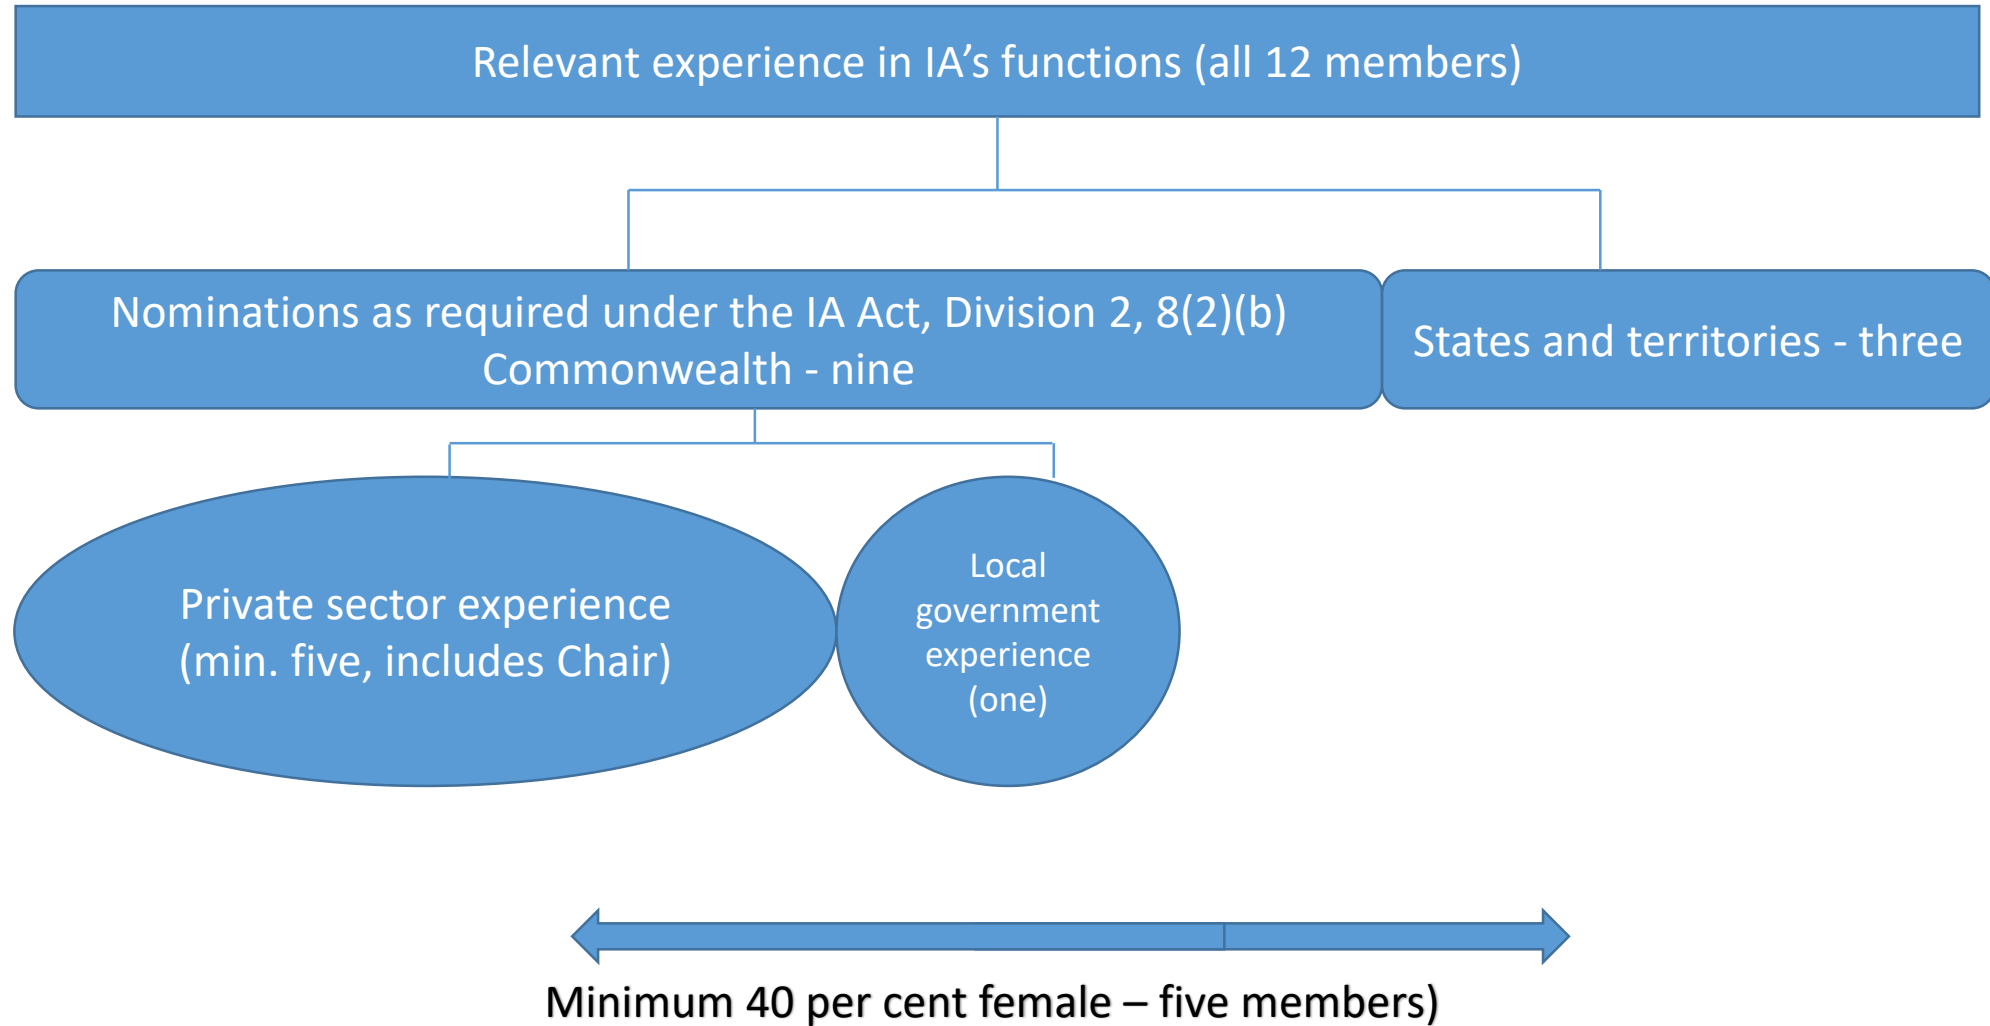 Relevant experience in IA’s functions (all 12 members)
Nominations as required under the IA Act, Division 2, 8(2)(b)
Commonwealth - nine
States and territories - three
Private sector experience
(min. five, includes Chair)
Local
government
experience
(one)
Minimum 40 per cent female – five members)